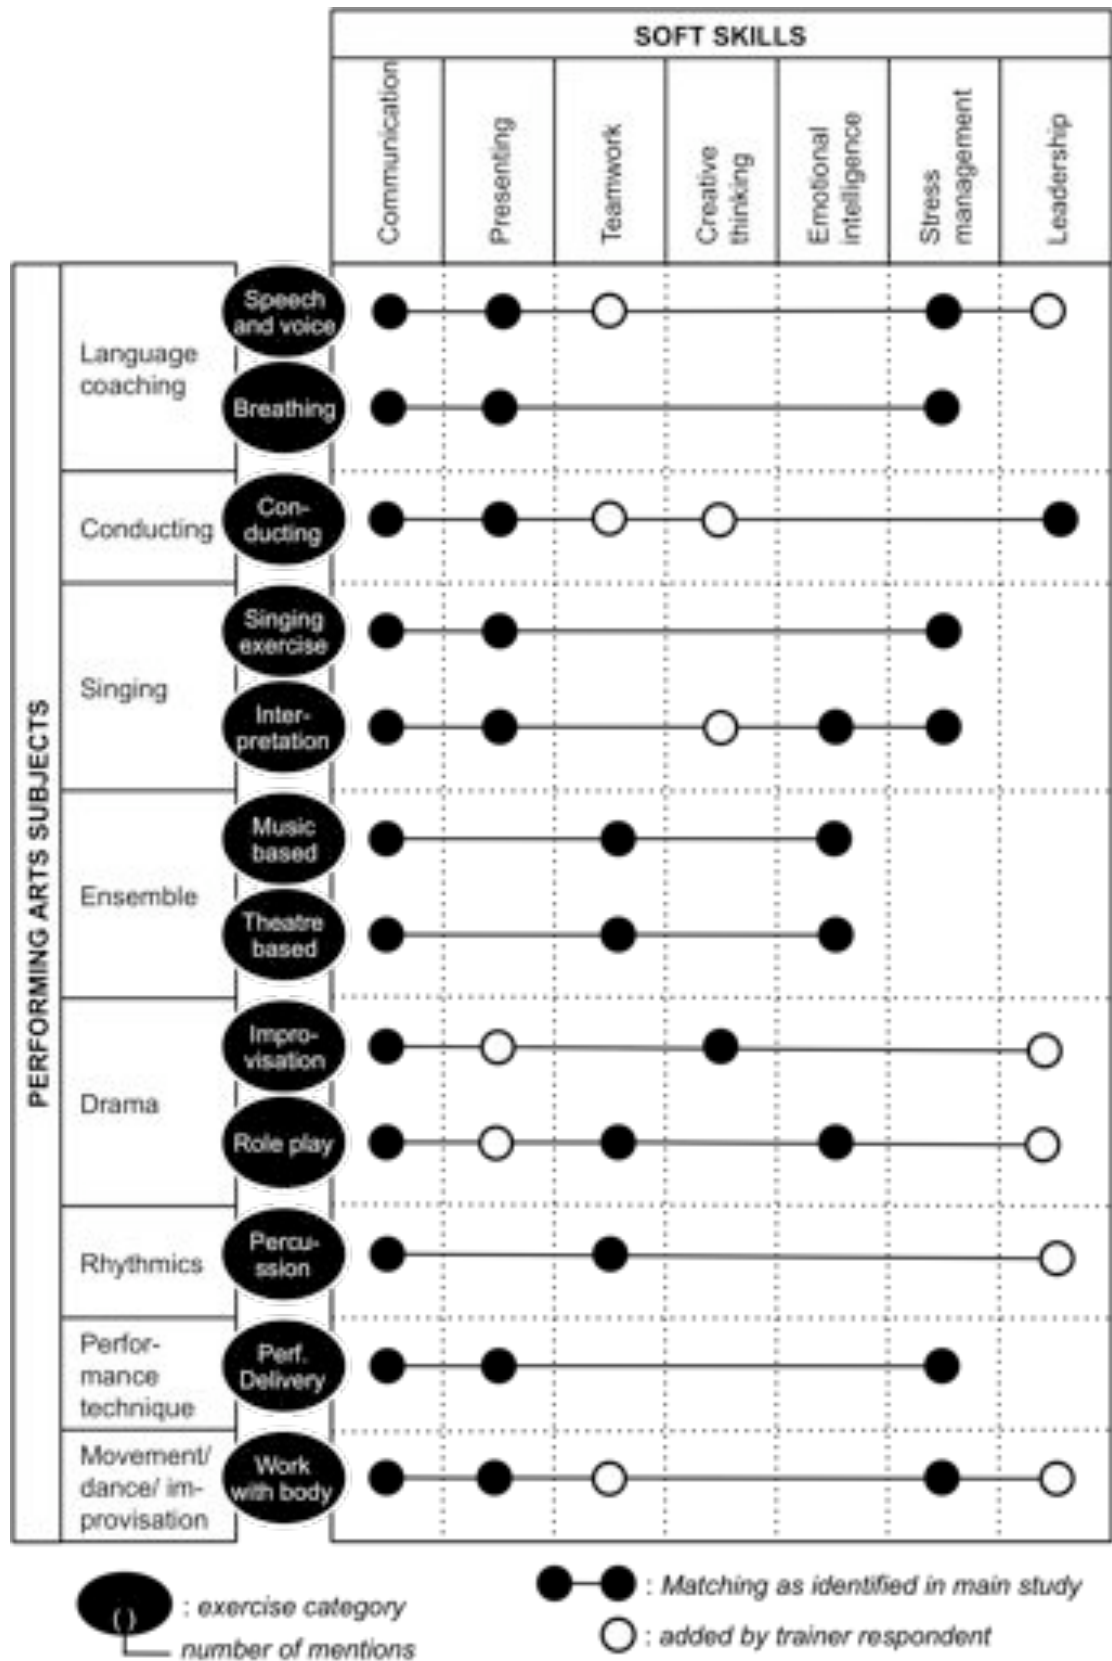 SOFT SKILLS
Communication
Presenting
Teamwork
Creative
thinking
Emotional
intelligence
Stress
management
Leadership
PERFORMING ARTS SUBJECTS
Language
coaching
Speech
and voice
Breathing
Conducting
Con-
ducting
Singing
Singing
exercise
Inter-
pretation
Ensemble
Music
based
Theatre
based
Drama
Impro-
visation
Role play
Rhythmics
Percu-
ssion
Perfor-
mance
technique
Perf.
Delivery
Movement/
dance/ im-
provisation
Work
with body
( )
: exercise category
number of mentions
: Matching as identified in main study
: added by trainer respondent